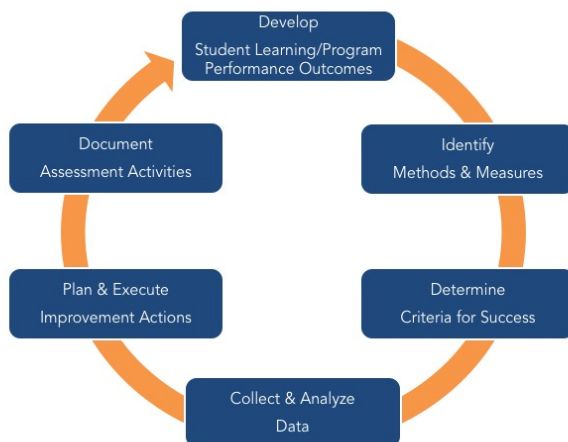 Develop
Student Learning/Program
Performance Outcomes
Identify
Methods & Measures
Determine
Criteria for Success
Collect & Analyze
Data
Plan & Execute
Improvement Actions
Document
Assessment Activities